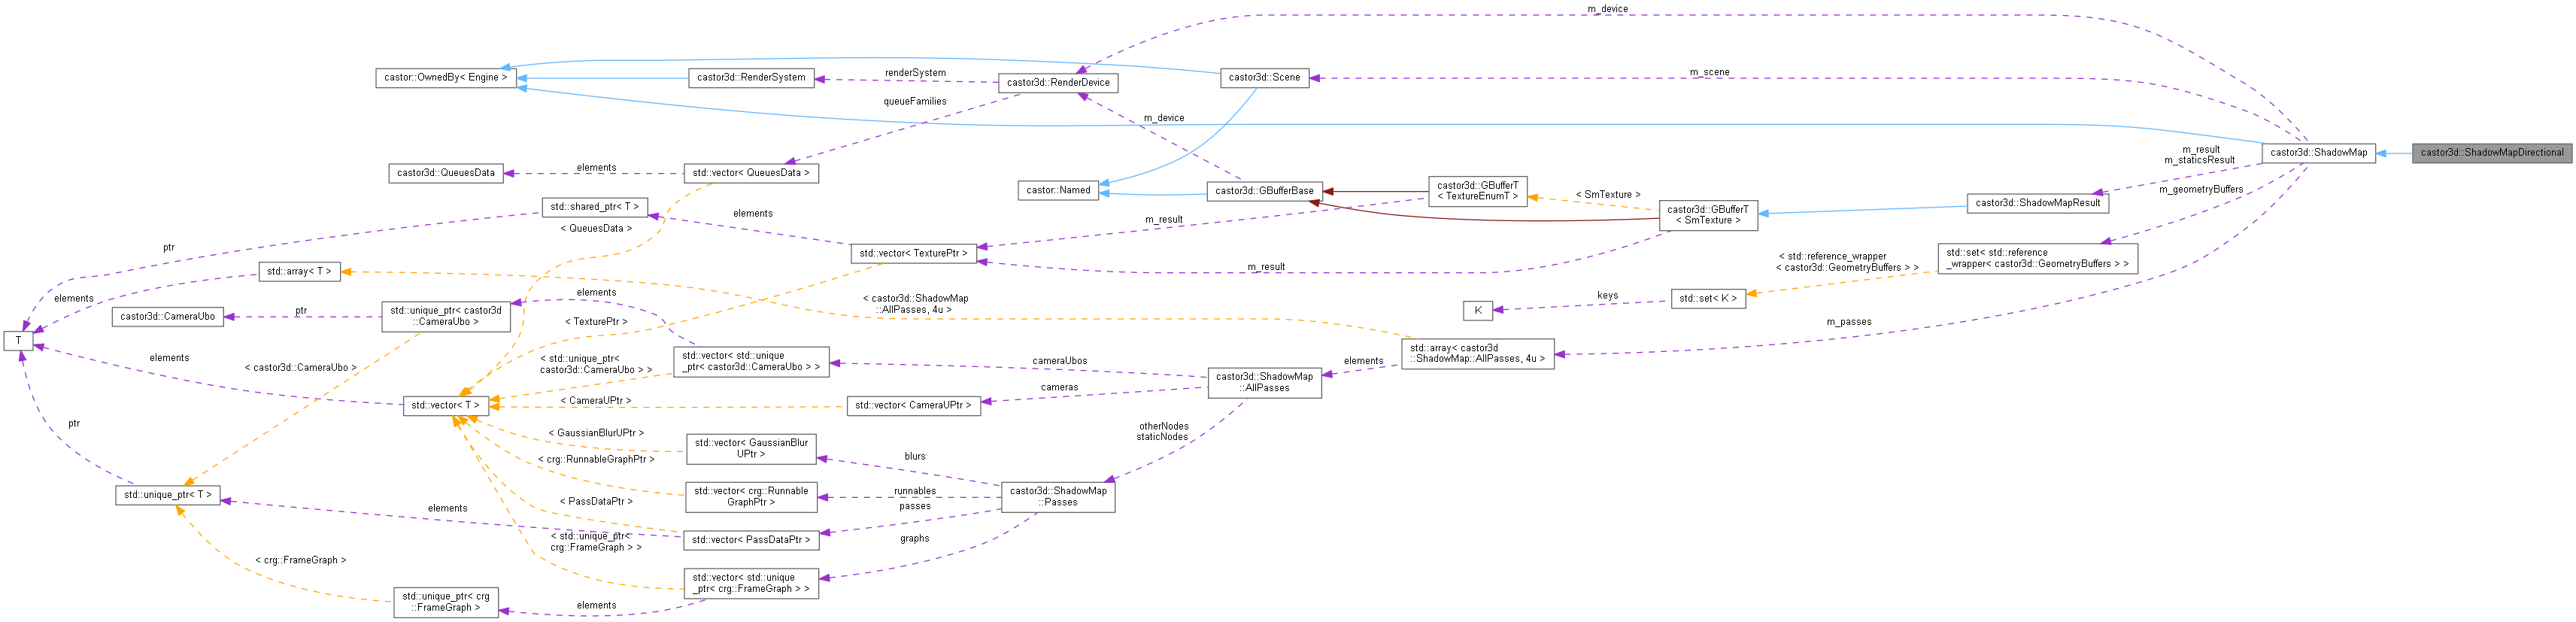 m_device
castor::OwnedBy< Engine >
castor3d::RenderSystem
renderSystem
castor3d::RenderDevice
castor3d::Scene
m_scene
queueFamilies
m_device
castor3d::ShadowMap
castor3d::ShadowMapDirectional
m_result
m_staticsResult
castor3d::QueuesData
elements
std::vector< QueuesData >
castor::Named
castor3d::GBufferBase
castor3d::GBufferT
< TextureEnumT >
< SmTexture >
m_geometryBuffers
std::shared_ptr< T >
elements
m_result
castor3d::GBufferT
< SmTexture >
castor3d::ShadowMapResult
< QueuesData >
ptr
std::vector< TexturePtr >
m_result
< std::reference_wrapper
< castor3d::GeometryBuffers > >
std::set< std::reference
_wrapper< castor3d::GeometryBuffers > >
std::array< T >
elements
elements
< castor3d::ShadowMap
::AllPasses, 4u >
keys
std::set< K >
K
castor3d::CameraUbo
ptr
std::unique_ptr< castor3d
::CameraUbo >
< TexturePtr >
m_passes
T
elements
< castor3d::CameraUbo >
< std::unique_ptr<
castor3d::CameraUbo > >
std::vector< std::unique
_ptr< castor3d::CameraUbo > >
cameraUbos
castor3d::ShadowMap
::AllPasses
elements
std::array< castor3d
::ShadowMap::AllPasses, 4u >
cameras
std::vector< T >
< CameraUPtr >
std::vector< CameraUPtr >
ptr
< GaussianBlurUPtr >
std::vector< GaussianBlur
UPtr >
blurs
otherNodes
staticNodes
< crg::RunnableGraphPtr >
std::unique_ptr< T >
std::vector< crg::Runnable
GraphPtr >
runnables
castor3d::ShadowMap
::Passes
elements
< PassDataPtr >
passes
std::vector< PassDataPtr >
< std::unique_ptr<
crg::FrameGraph > >
graphs
< crg::FrameGraph >
std::vector< std::unique
_ptr< crg::FrameGraph > >
std::unique_ptr< crg
::FrameGraph >
elements